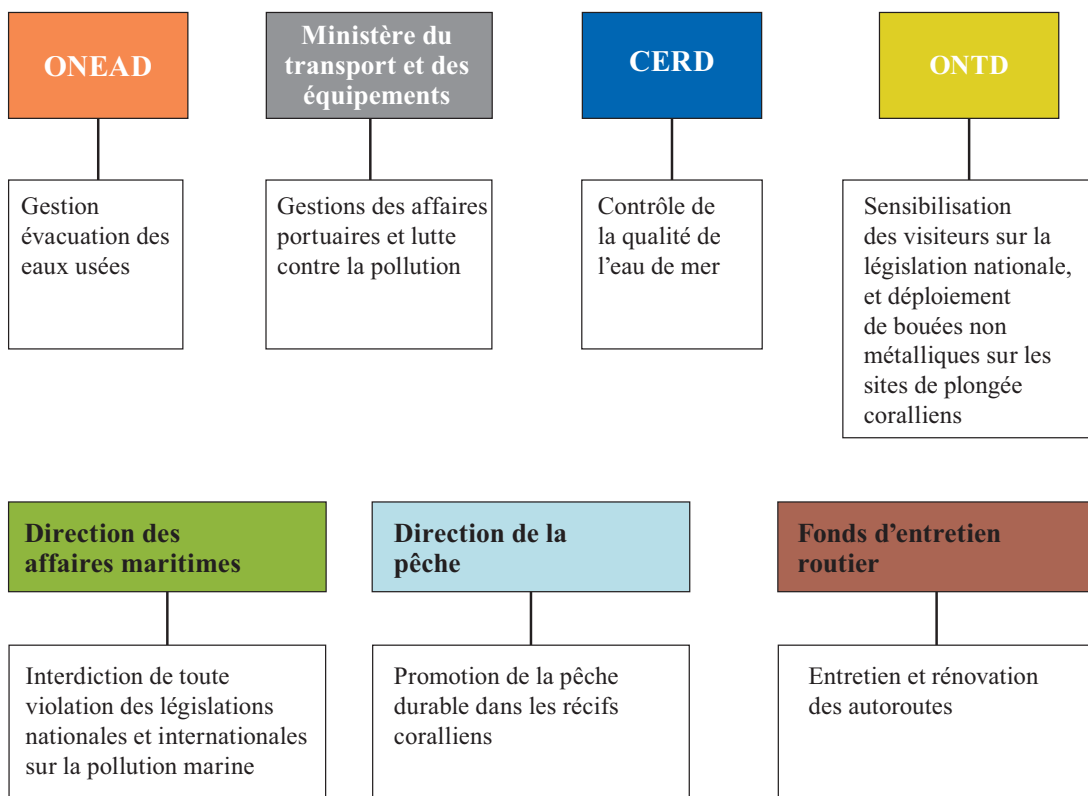 ONEAD
Ministère du
transport et des
équipements
CERD
ONTD
Gestion
évacuation des
eaux usées
Gestions des affaires
portuaires et lutte
contre la pollution
Contrôle de
la qualité de
l'eau de mer
Sensibilisation
des visiteurs sur la
législation nationale,
et déploiement
de bouées non
métalliques sur les
sites de plongée
coralliens
Direction des
affaires maritimes
Direction de la
pêche
Fonds d'entretien
routier
Interdiction de toute
violation des législations
nationales et internationales
sur la pollution marine
Promotion de la pêche
durable dans les récifs
coralliens
Entretien et rénovation
des autoroutes